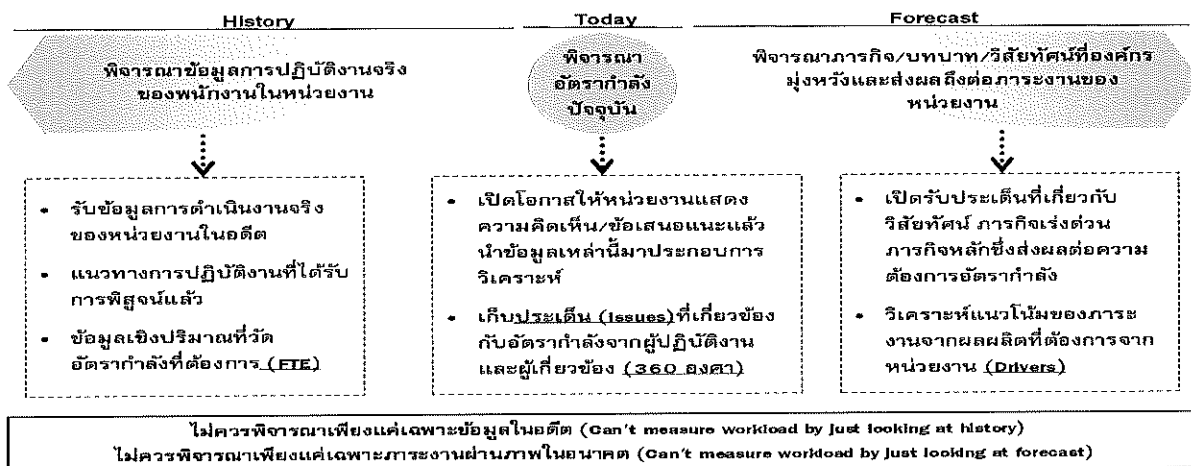 History
Today
Forecast
พิจารณาข้อมูลการปฏิบัติงานจริง
ของพนักงานในหน่วยงาน
พิจารณา
อัตรากำลัง
ปัจจุบัน
พิจารณาภารกิจ/บทบาท/วิสัยทัศน์ที่องค์กร
มุ่งหวังและส่งผลถึงต่อภาระงานของ
หน่วยงาน
• รับข้อมูลการดำเนินงานจริง
ของหน่วยงานในอดีต
• แนวทางการปฏิบัติงานที่ได้รับ
การพิสูจน์แล้ว
• ข้อมูลเชิงปริมาณที่วัด
อัตรากำลังที่ต้องการ (FTE)
• เปิดโอกาสให้หน่วยงานแสดง
ความคิดเห็น/ข้อเสนอแนะแล้ว
นำข้อมูลเหล่านี้มาประกอบการ
วิเคราะห์
• เก็บประเด็น (Issues)ที่เกี่ยวข้อง
กับอัตรากำลังจากผู้ปฏิบัติงาน
และผู้เกี่ยวข้อง (360 องศา)
• เปิดรับประเด็นที่เกี่ยวกับ
วิสัยทัศน์ ภารกิจเร่งด่วน
ภารกิจหลักซึ่งส่งผลต่อความ
ต้องการอัตรากำลัง
• วิเคราะห์แนวโน้มของภาระ
งานจากผลผลิตที่ต้องการจาก
หน่วยงาน (Drivers)
ไม่ควรพิจารณาเพียงแค่เฉพาะข้อมูลในอดีต (Can't measure workload by just looking at history)
ไม่ควรพิจารณาเพียงแค่เฉพาะภาระงานผ่านภาพในอนาคต (Can't measure workload by just looking at forecast)